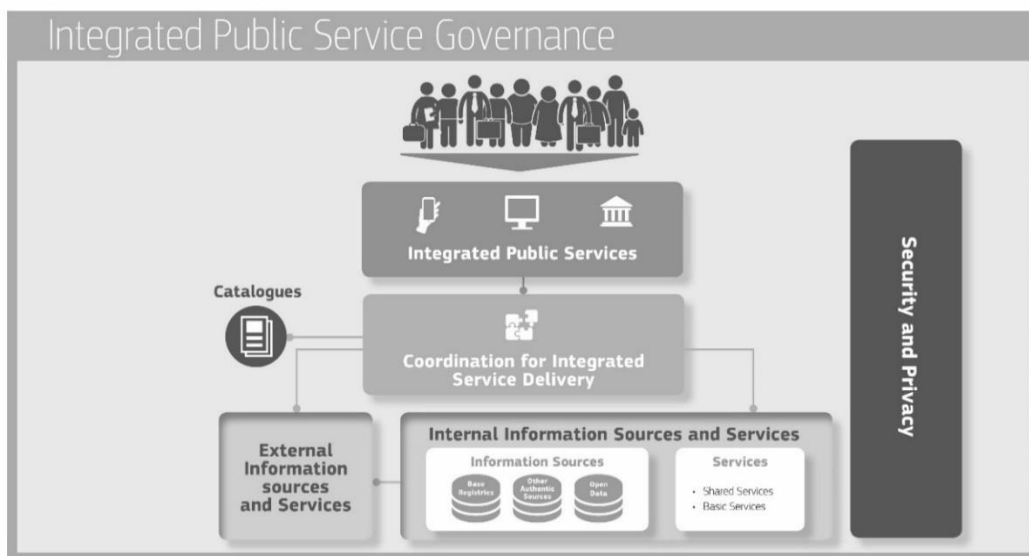 Integrated Public Service Governance
Integrated Public Services
Catalogues
Coordination for Integrated
Service Delivery
External
Information
sources
and Services
Internal Information Sources and Services
Information Sources
Base
Registries
Other
Authentic
Sources
Open
Data
Services
• Shared Services
• Basic Services
Security and Privacy